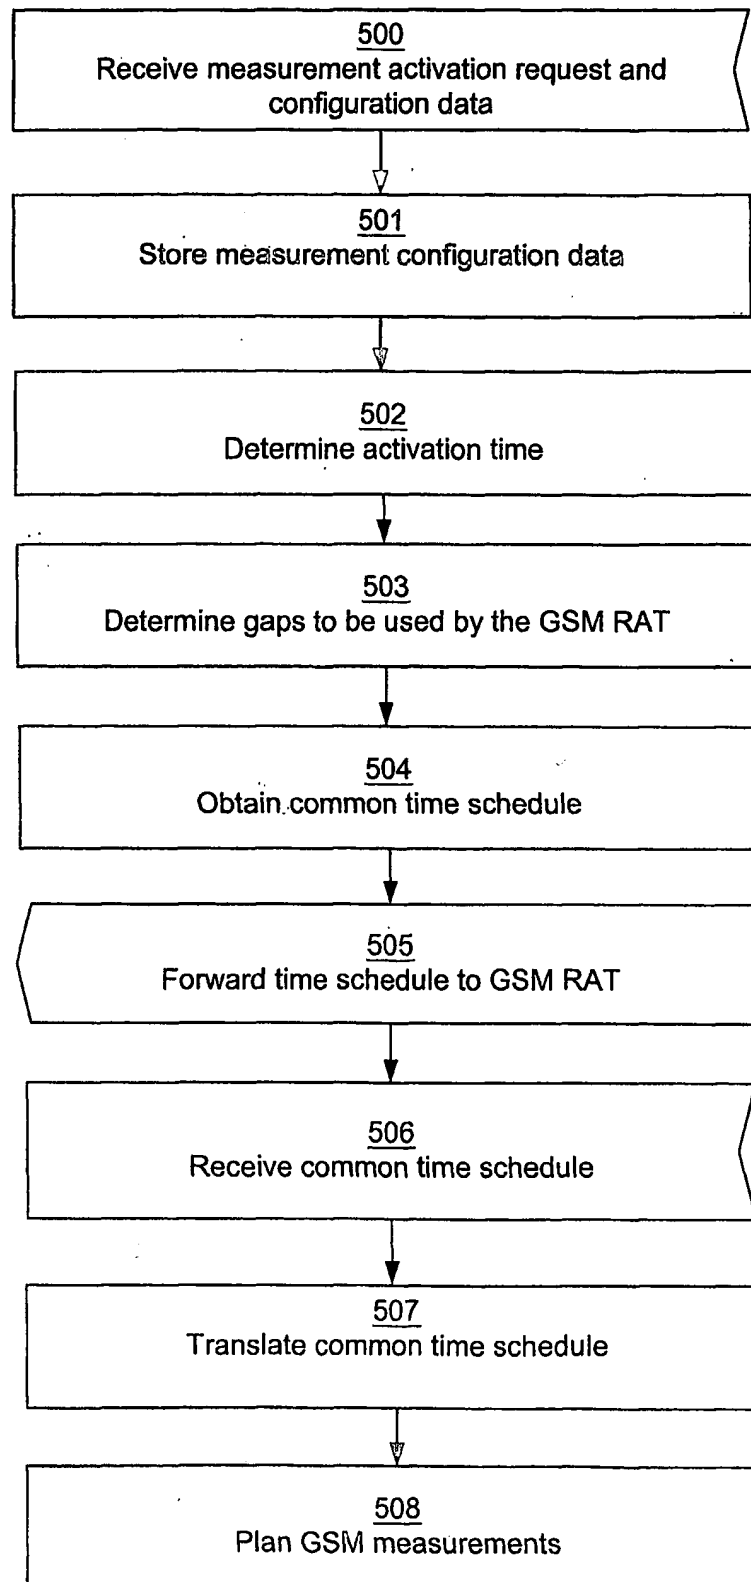 500
Receive measurement activation request and
configuration data
501
Store measurement configuration data
502
Determine activation time
503
Determine gaps to be used by the GSM RAT
504
Obtain common time schedule
505
Forward time schedule to GSM RAT
506
Receive common time schedule
507
Translate common time schedule
508
Plan GSM measurements